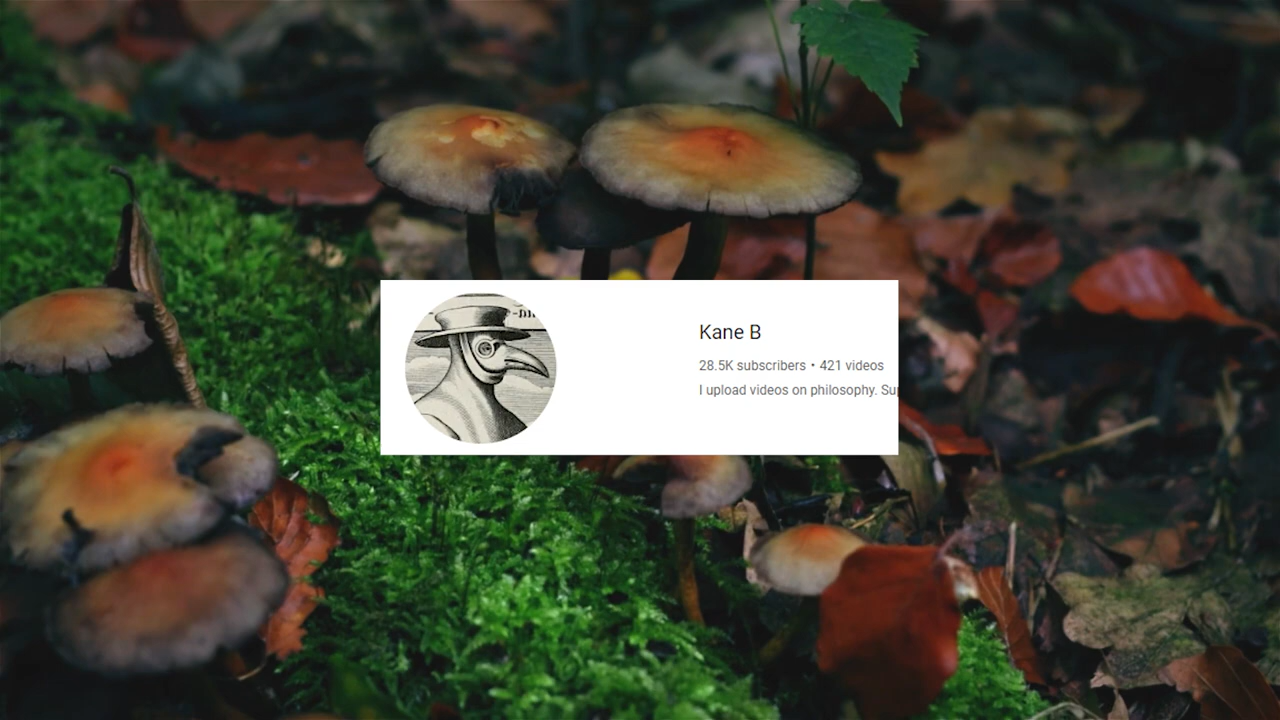 Kane B
28.5K subscribers • 421 videos
I upload videos on philosophy.